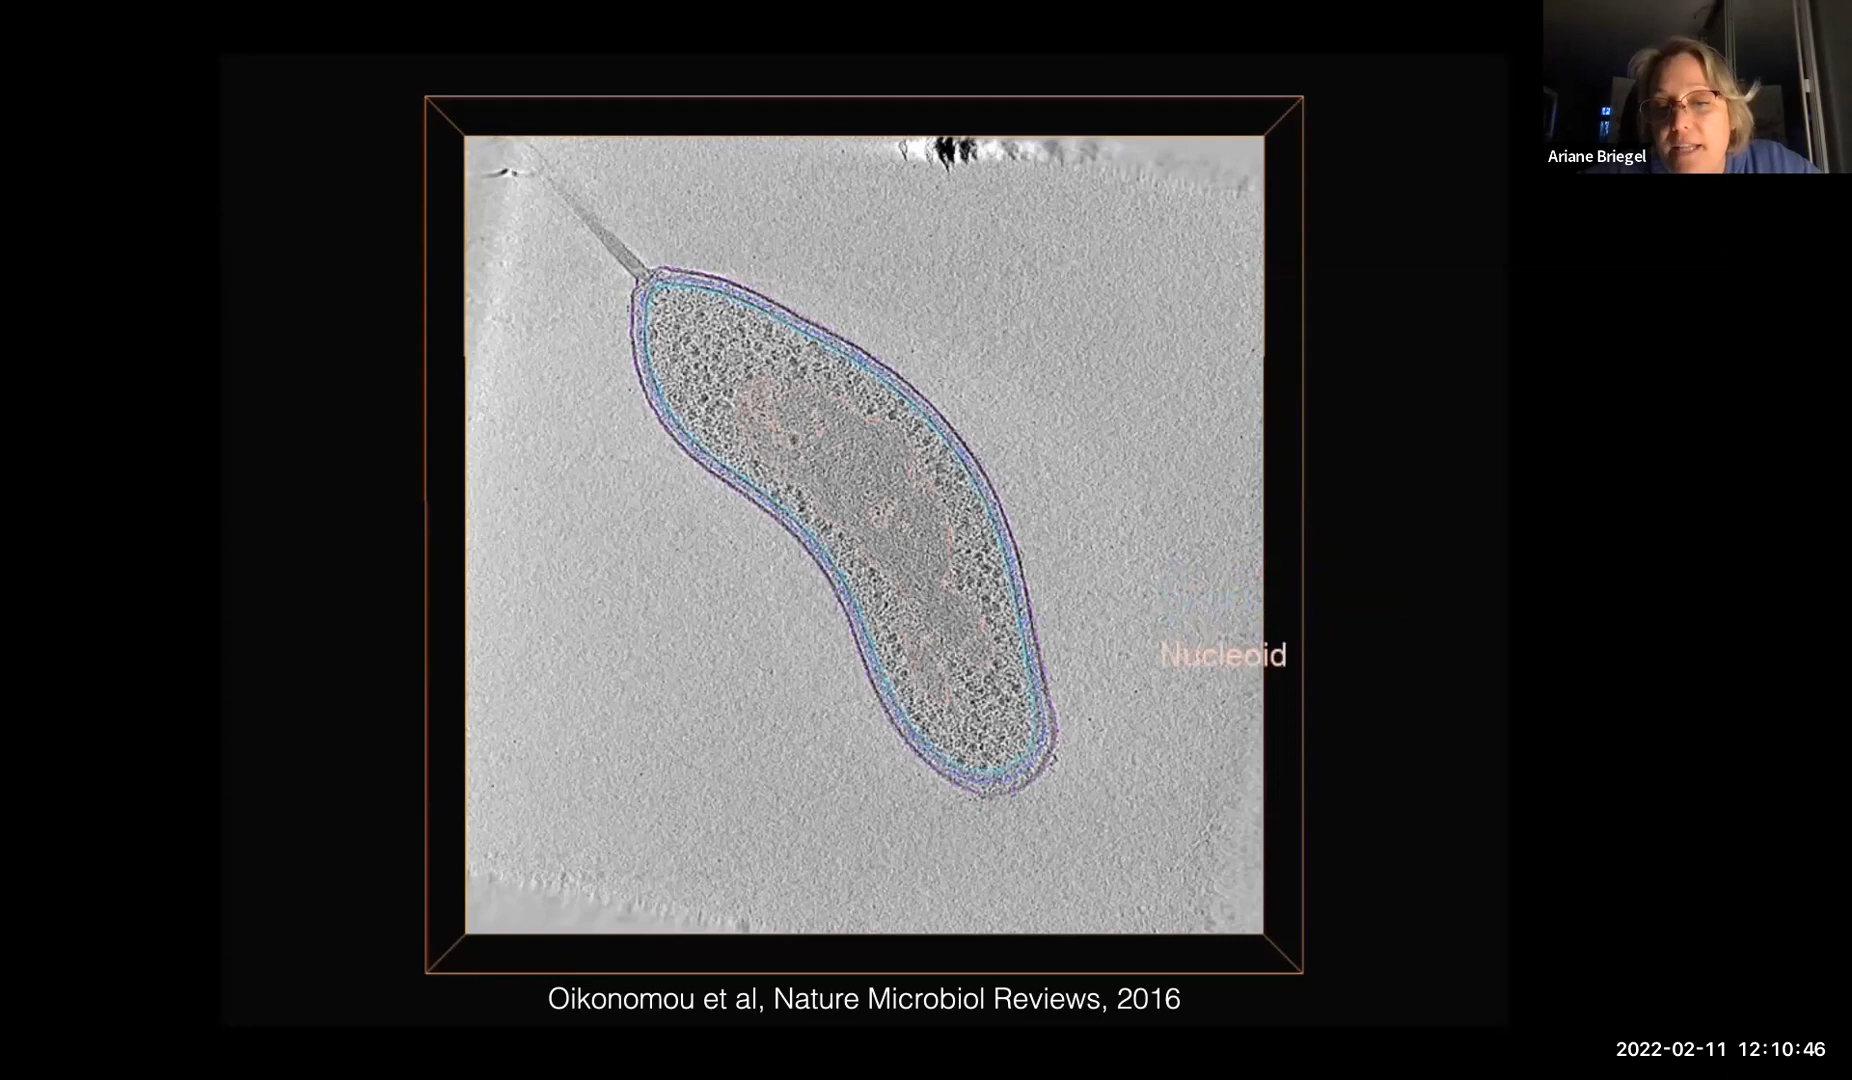 Ariane Briegel
Nucleoid
Oikonomou et al, Nature Microbiol Reviews, 2016
2022-02-11 12:10:46